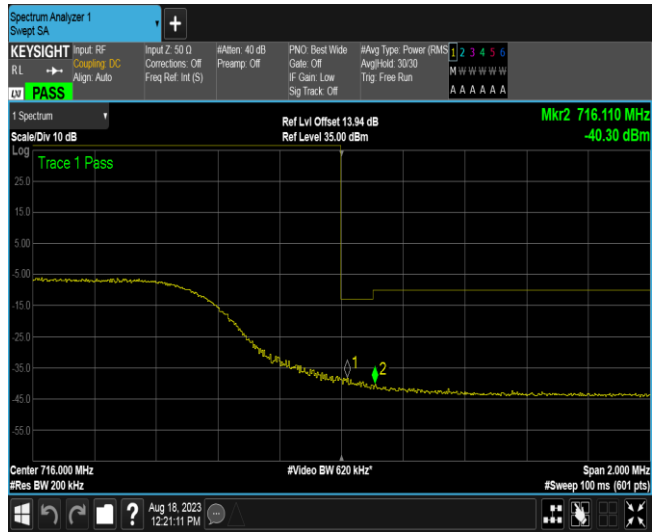 Spectrum Analyzer 1
Swept SA
KEYSIGHT Input: RF Input Z: 50 Ω #Atten: 40 dB PNO: Best Wide #Avg Type: Power (RMS 1 2 3 4 5 6
RL Coupling: DC Corrections: Off Preamp: Off Gate: Off Avg|Hold: 30/30 M W W W W W
Align: Auto Freq Ref: Int (S) IF Gain: Low Trig: Free Run
Sig Track: Off A A A A A A
LXI PASS
1 Spectrum Ref Lvl Offset 13.94 dB Mkr2 716.110 MHz
Scale/Div 10 dB Ref Level 35.00 dBm -40.30 dBm
Log
Trace 1 Pass
25.0
15.0
5.00
-5.00
-15.0
-25.0
-35.0
1
2
-45.0
-55.0
Center 716.000 MHz #Video BW 620 kHz* Span 2.000 MHz
#Res BW 200 kHz #Sweep 100 ms (601 pts)
? Aug 18, 2023
12:21:11 PM